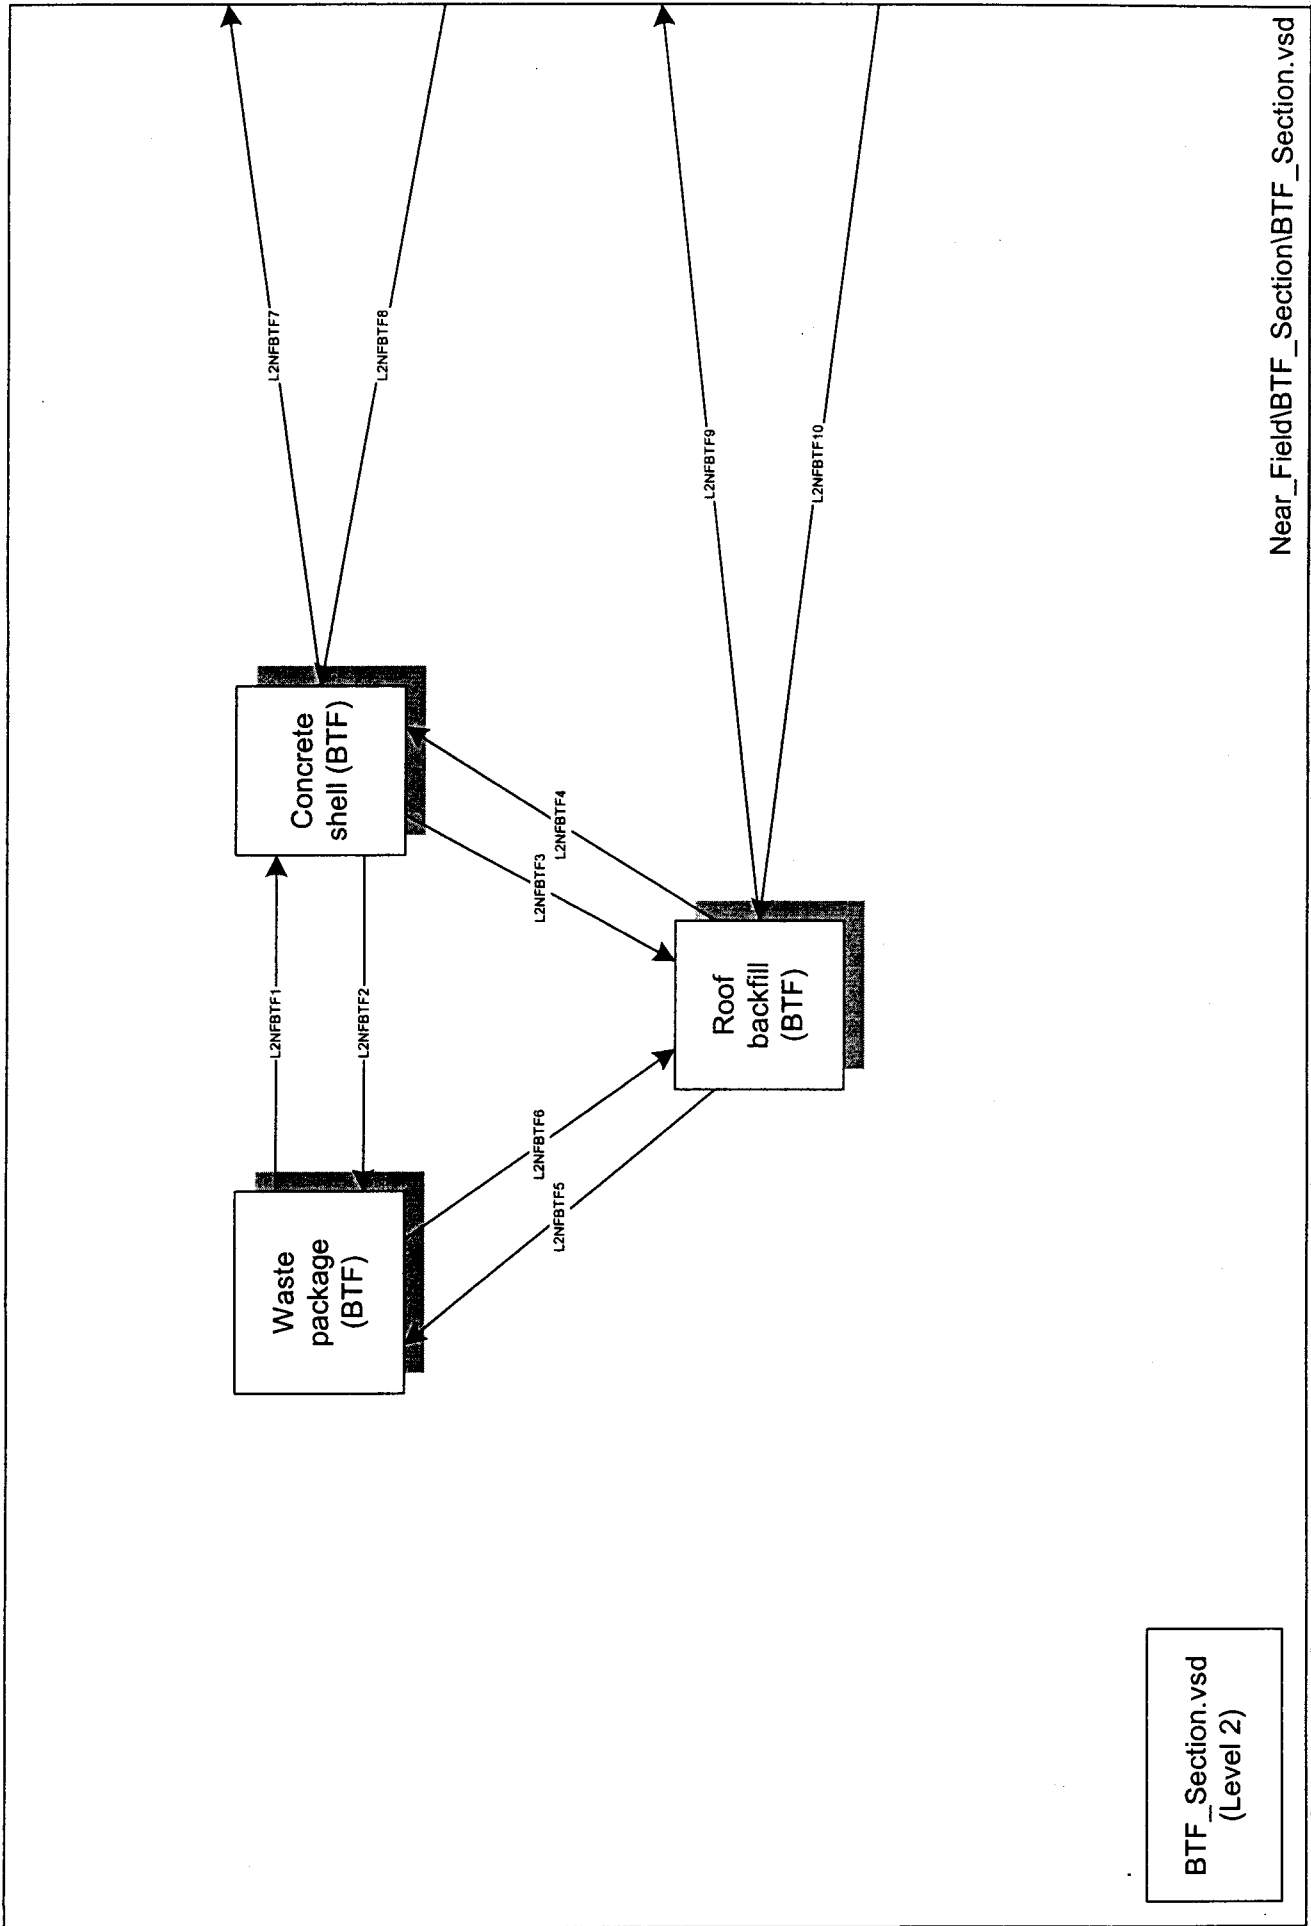 Waste
package
(BTF)
L2NFBTF1
L2NFBTF2
Concrete
shell (BTF)
L2NFBTF7
L2NFBTF8
L2NFBTF6
L2NFBTF5
L2NFBTF3
L2NFBTF4
Roof
backfill
(BTF)
L2NFBTF9
L2NFBTF10
BTF_Section.vsd
(Level 2)
Near_Field\BTF_Section\BTF_Section.vsd